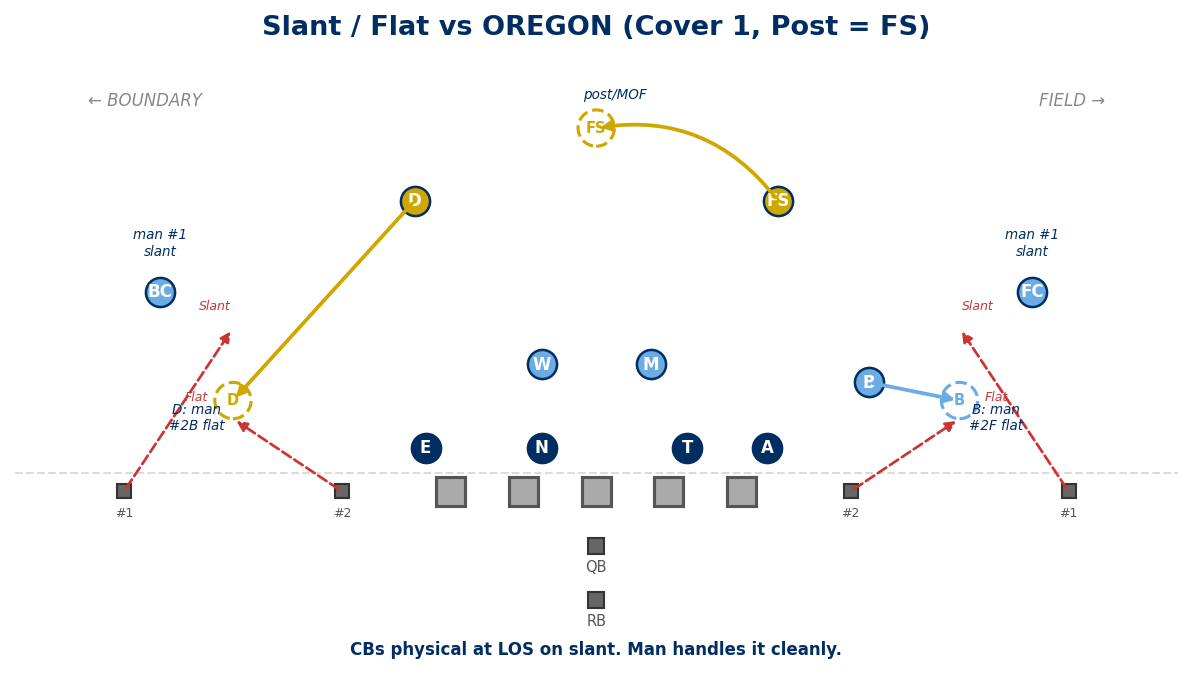 Slant / Flat vs OREGON (Cover 1, Post = FS)
← BOUNDARY
post/MOF
FIELD →
FS
D
FS
man #1
slant
man #1
slant
BC
FC
Slant
Slant
W
M
B
Flat
D
D: man
#2B flat
B
Flat
B: man
#2F flat
E
N
T
A
#1
#2
#2
#1
QB
RB
CBs physical at LOS on slant. Man handles it cleanly.